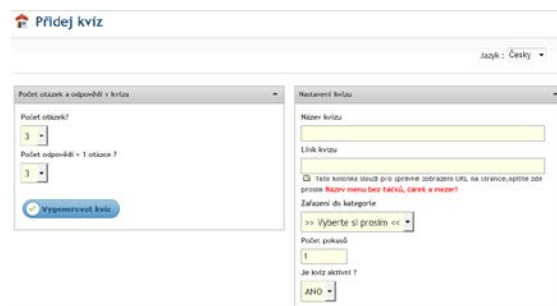 Přidej kvíz
Jazyk : Česky
Počet otázek a odpovědí v kvízu
Počet otázek?
3
Počet odpovědí v 1 otázce ?
3
Vygenerovat kvíz
Nastavení kvízu
Název kvízu
Link kvízu
Tato kolonka slouží pro správné zobrazení URL na stránce,
zde
prosím Název menu bez háčků, čárek a mezer!
Zařazení do kategorie
>> Vyberte si prosím <<
Počet pokusů
1
Je kvíz aktivní ?
ANO